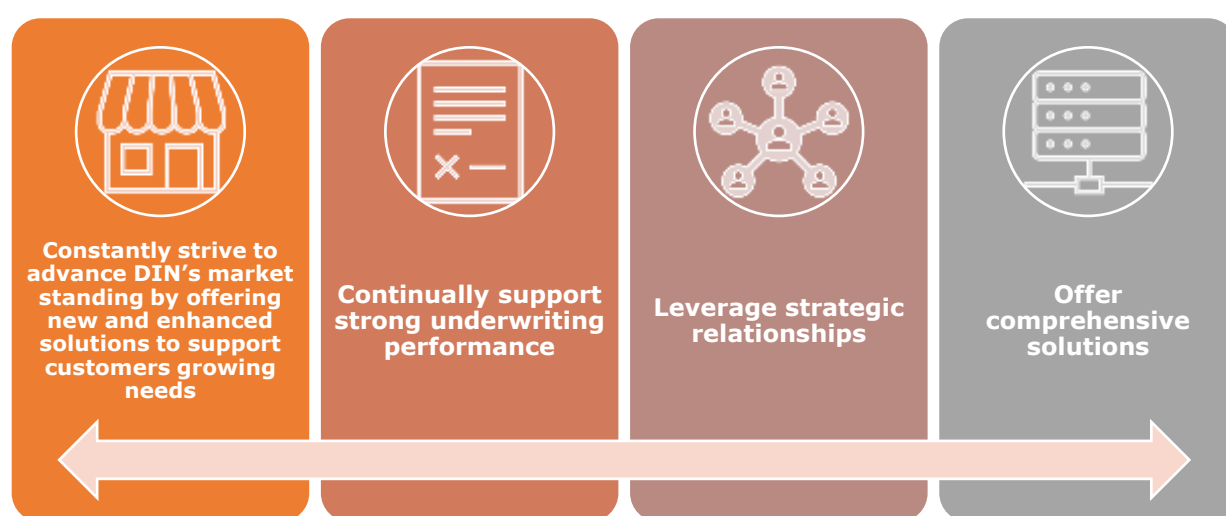 Constantly strive to
advance DIN's market
standing by offering
new and enhanced
solutions to support
customers growing
needs
Continually support
strong underwriting
performance
Leverage strategic
relationships
Offer
comprehensive
solutions